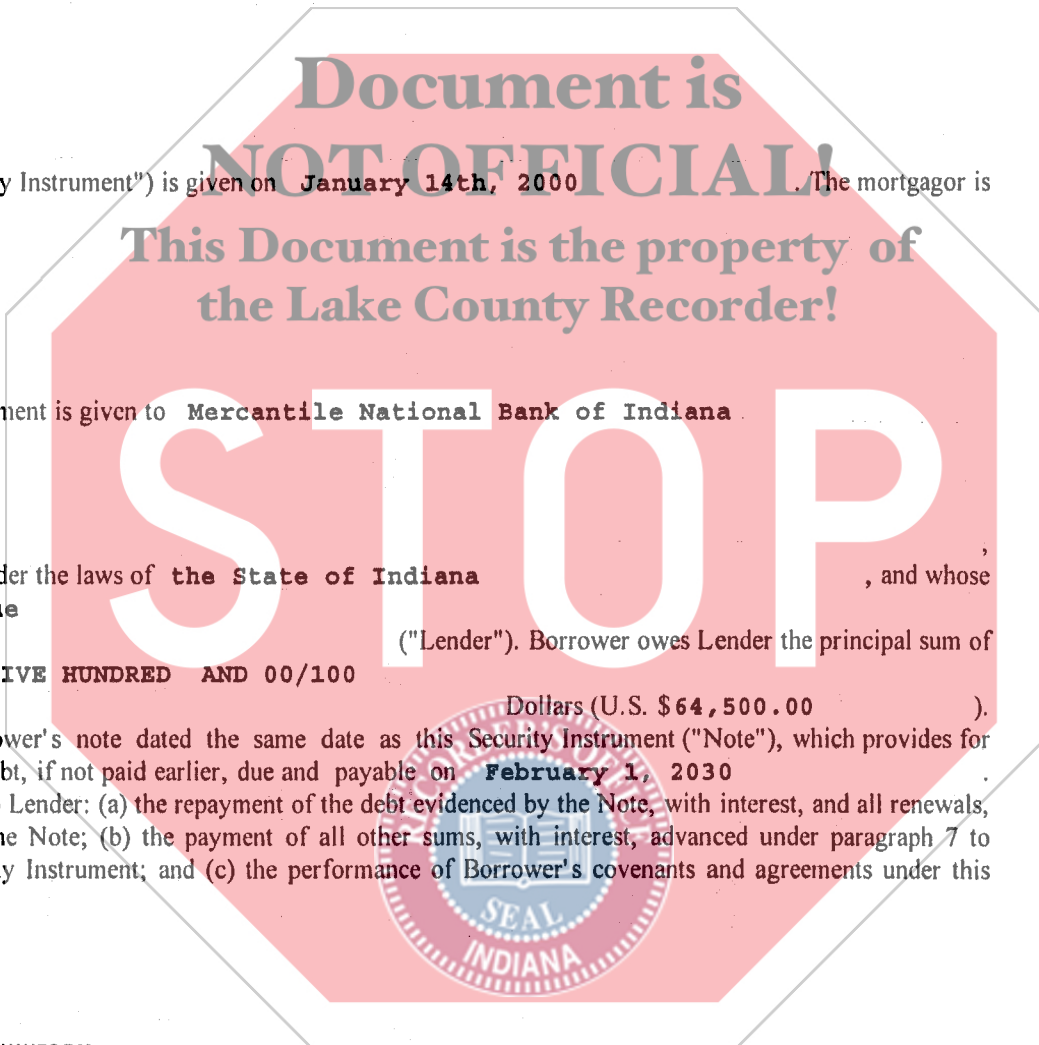 Document is
NOT OFFICIAL!
y Instrument") is given on January 14th, 2000 . The mortgagor is
This Document is the property of
the Lake County Recorder!
ment is given to Mercantile National Bank of Indiana
STOP
,
der the laws of the State of Indiana , and whose
e
("Lender"). Borrower owes Lender the principal sum of
IVE HUNDRED AND 00/100
Dollars (U.S. $64,500.00 ).
ower's note dated the same date as this Security Instrument ("Note"), which provides for
bt, if not paid earlier, due and payable on February 1, 2030 .
Lender: (a) the repayment of the debt evidenced by the Note, with interest, and all renewals,
he Note; (b) the payment of all other sums, with interest, advanced under paragraph 7 to
y Instrument; and (c) the performance of Borrower's covenants and agreements under this
RECORDER'S OFFICE
SEAL
INDIANA